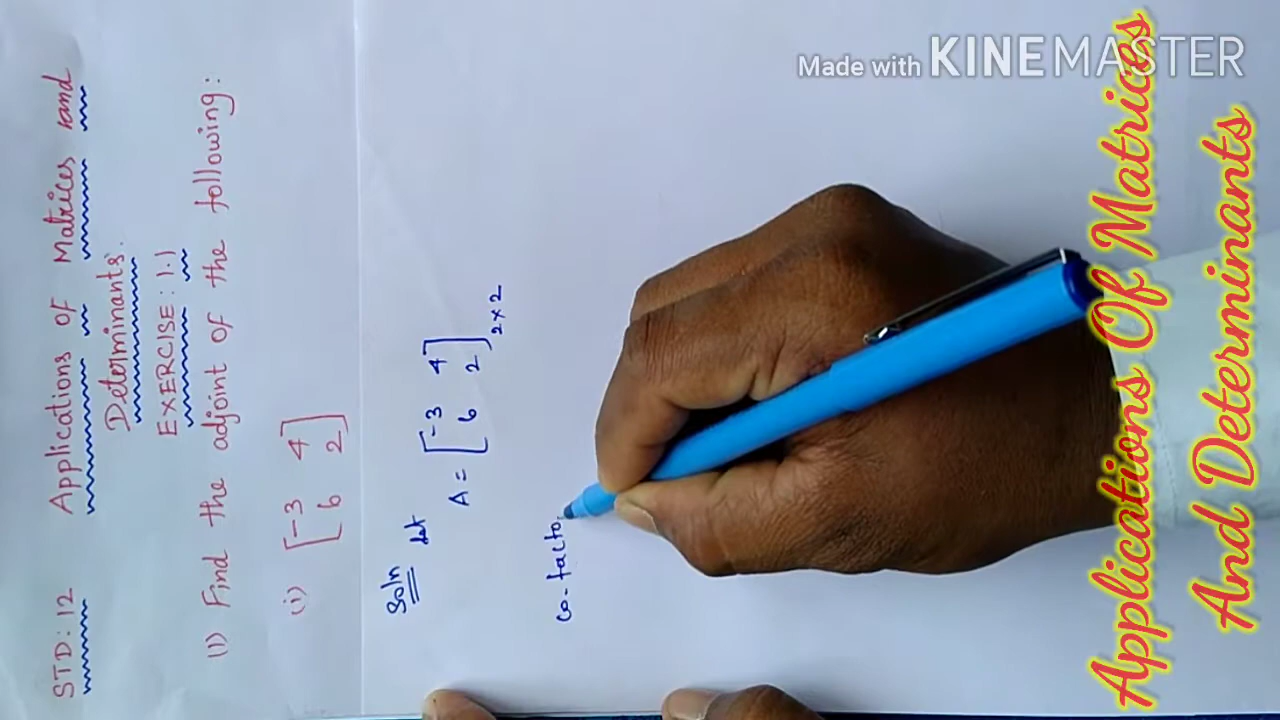 STD: 12 Applications of Matrices and
Determinants.
EXERCISE: 1.1
(1) Find the adjoint of the following:
(i) [-3 4
6 2]
Soln
let
A = [-3 4
6 2] 2×2
Co-facto
Made with KINEMASTER
Applications Of Matrices
And Determinants